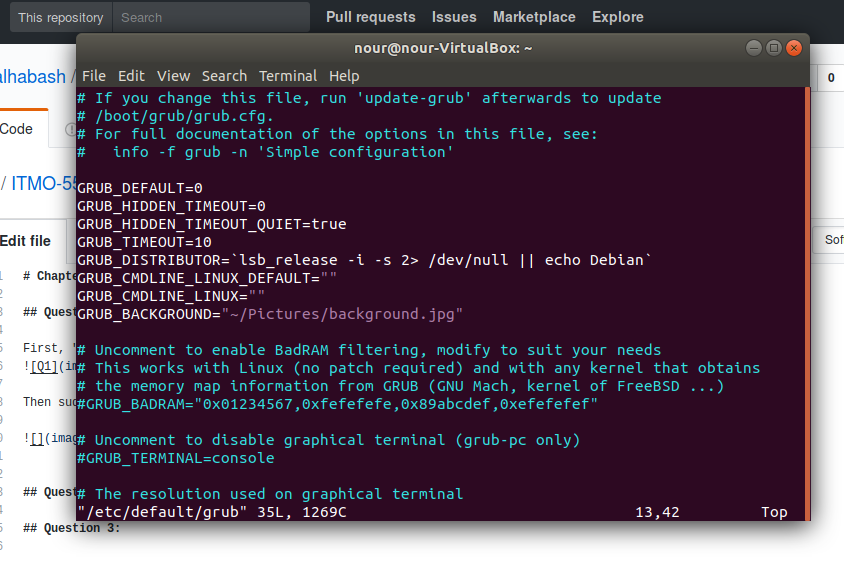 This repository Search Pull requests Issues Marketplace Explore
nour@nour-VirtualBox: ~
File Edit View Search Terminal Help
# If you change this file, run 'update-grub' afterwards to update
# /boot/grub/grub.cfg.
# For full documentation of the options in this file, see:
#   info -f grub -n 'Simple configuration'
GRUB_DEFAULT=0
GRUB_HIDDEN_TIMEOUT=0
GRUB_HIDDEN_TIMEOUT_QUIET=true
GRUB_TIMEOUT=10
GRUB_DISTRIBUTOR=`lsb_release -i -s 2> /dev/null || echo Debian`
GRUB_CMDLINE_LINUX_DEFAULT=""
GRUB_CMDLINE_LINUX=""
GRUB_BACKGROUND="~/Pictures/background.jpg"
# Uncomment to enable BadRAM filtering, modify to suit your needs
# This works with Linux (no patch required) and with any kernel that obtains
# the memory map information from GRUB (GNU Mach, kernel of FreeBSD ...)
#GRUB_BADRAM="0x01234567,0xfefefefe,0x89abcdef,0xefefefef"
# Uncomment to disable graphical terminal (grub-pc only)
#GRUB_TERMINAL=console
# The resolution used on graphical terminal
"/etc/default/grub" 35L, 1269C 13,42 Top
alhabash /
0
Code
/ ITMO-55
Edit file
Sof
# Chapte
## Quest
First, 
![Q1](im
Then suc
![](imag
## Quest
## Question 3: